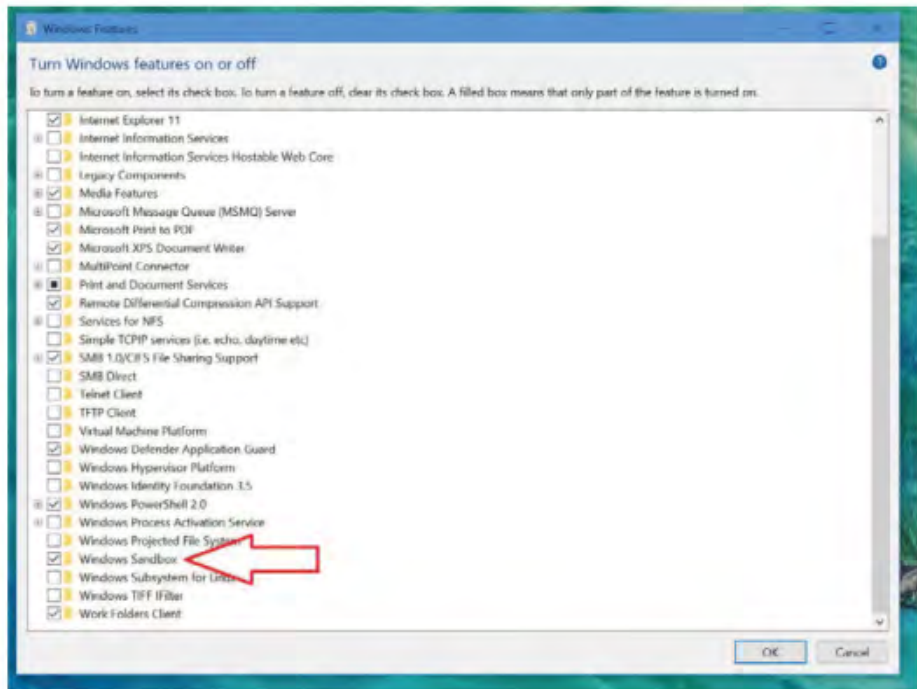 Windows Features
Turn Windows features on or off
To turn a feature on, select its check box. To turn a feature off, clear its check box. A filled box means that only part of the feature is turned on.
Internet Explorer 11
Internet Information Services
Internet Information Services Hostable Web Core
Legacy Components
Media Features
Microsoft Message Queue (MSMQ) Server
Microsoft Print to PDF
Microsoft XPS Document Writer
MultiPoint Connector
Print and Document Services
Remote Differential Compression API Support
Services for NFS
Simple TCPIP services (i.e. echo, daytime etc)
SMB 1.0/CIFS File Sharing Support
SMB Direct
Telnet Client
TFTP Client
Virtual Machine Platform
Windows Defender Application Guard
Windows Hypervisor Platform
Windows Identity Foundation 3.5
Windows PowerShell 2.0
Windows Process Activation Service
Windows Projected File System
Windows Sandbox
Windows Subsystem for Linux
Windows TIFF IFilter
Work Folders Client
OK Cancel